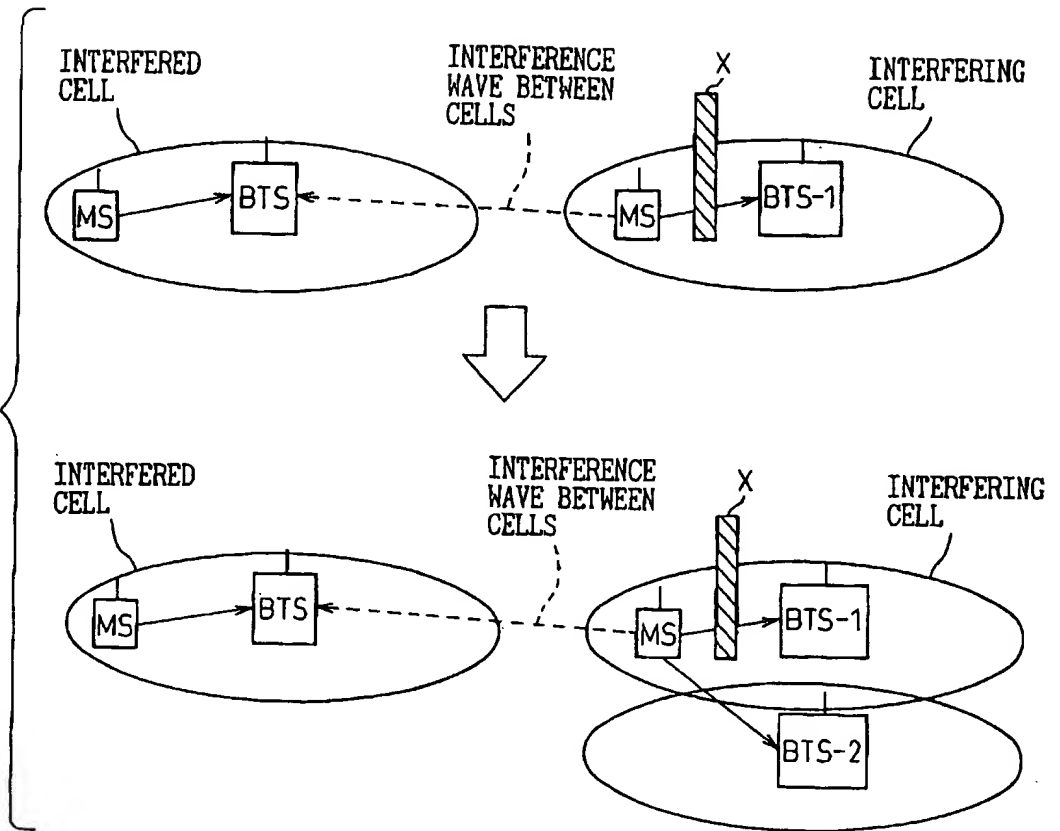 INTERFERED
CELL
INTERFERENCE
WAVE BETWEEN
CELLS
X
INTERFERING
CELL
MS
BTS
MS
BTS-1
INTERFERED
CELL
INTERFERENCE
WAVE BETWEEN
CELLS
X
INTERFERING
CELL
MS
BTS
MS
BTS-1
BTS-2